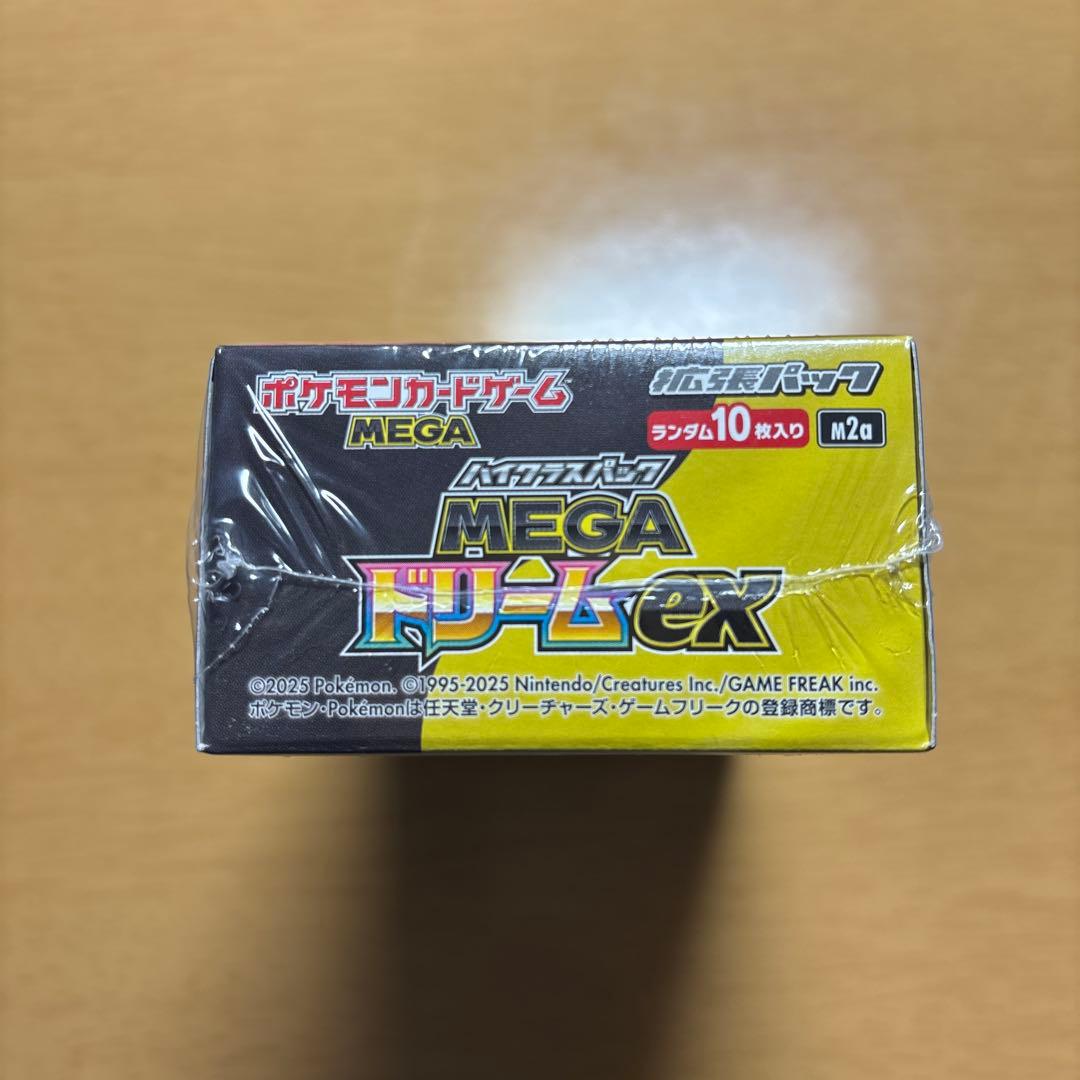 ポケモンカードゲーム™
MEGA
拡張パック
ランダム10枚入り
M2a
ハイクラスパック
MEGA
ドリームex
©2025 Pokémon. ©1995-2025 Nintendo/Creatures Inc./GAME FREAK inc.
ポケモン・Pokémonは任天堂・クリーチャーズ・ゲームフリークの登録商標です。